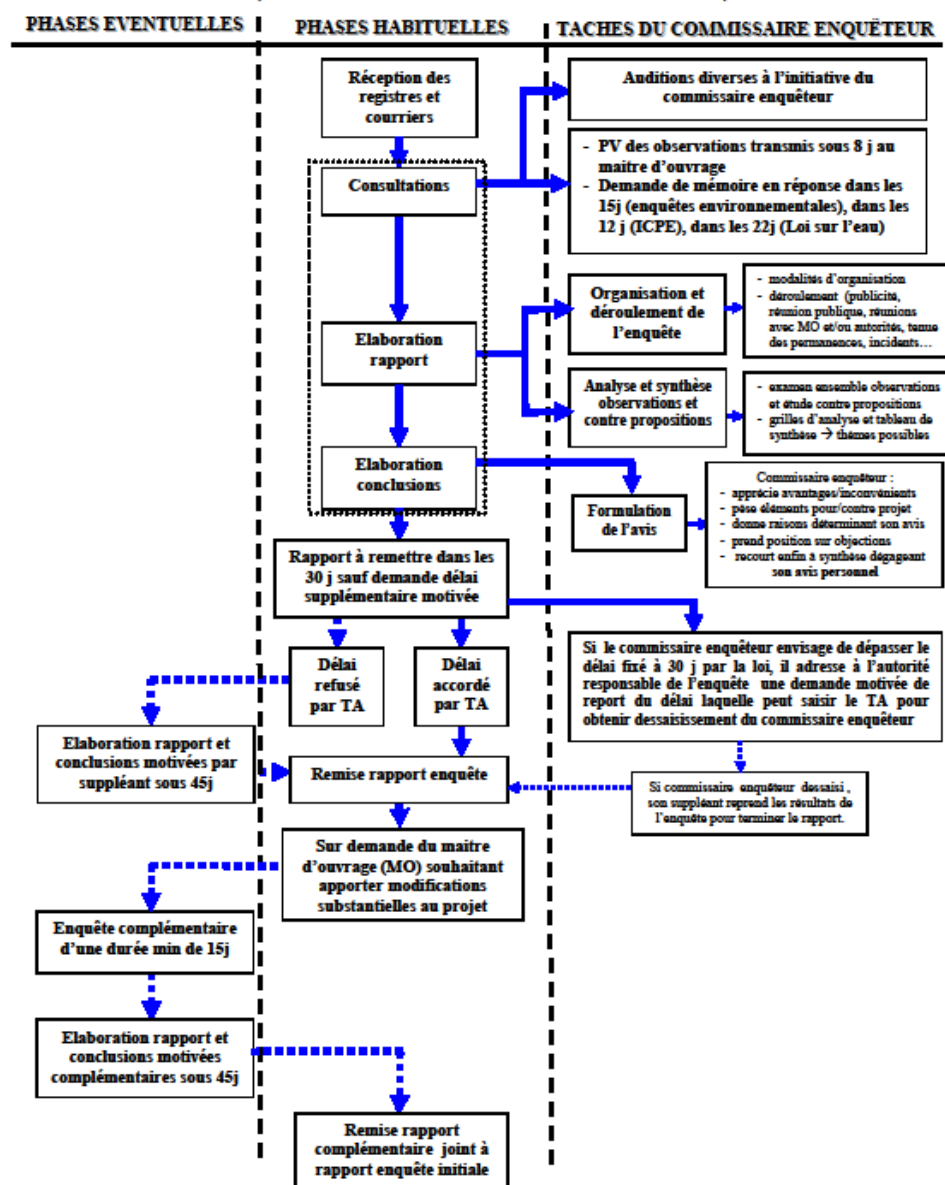 PHASES EVENTUELLES
PHASES HABITUELLES
TACHES DU COMMISSAIRE ENQUÊTEUR
Réception des
registres et
courriers
Auditions diverses à l'initiative du
commissaire enquêteur
Consultations
- PV des observations transmis sous 8 j au
maitre d'ouvrage
- Demande de mémoire en réponse dans les
15j (enquêtes environnementales), dans les
12 j (ICPE), dans les 22j (Loi sur l'eau)
Elaboration
rapport
Organisation et
déroulement de
l'enquête
- modalités d'organisation
- déroulement (publicité,
réunion publique, réunions
avec MO et/ou autorités, tenue
des permanences, incidents…
Analyse et synthèse
observations et
contre propositions
- examen ensemble observations
et étude contre propositions
- grilles d'analyse et tableau de
synthèse → thèmes possibles
Elaboration
conclusions
Formulation
de l'avis
Commissaire enquêteur :
- apprécie avantages/inconvénients
- pèse éléments pour/contre projet
- donne raisons déterminant son avis
- prend position sur objections
- recourt enfin à synthèse dégageant
son avis personnel
Rapport à remettre dans les
30 j sauf demande délai
supplémentaire motivée
Délai
refusé
par TA
Délai
accordé
par TA
Si le commissaire enquêteur envisage de dépasser le
délai fixé à 30 j par la loi, il adresse à l'autorité
responsable de l'enquête une demande motivée de
report du délai laquelle peut saisir le TA pour
obtenir dessaisissement du commissaire enquêteur
Elaboration rapport et
conclusions motivées par
suppléant sous 45j
Remise rapport enquête
Si commissaire enquêteur dessaisi ,
son suppléant reprend les résultats de
l'enquête pour terminer le rapport.
Sur demande du maitre
d'ouvrage (MO) souhaitant
apporter modifications
substantielles au projet
Enquête complémentaire
d'une durée min de 15j
Elaboration rapport et
conclusions motivées
complémentaires sous 45j
Remise rapport
complémentaire joint à
rapport enquête initiale